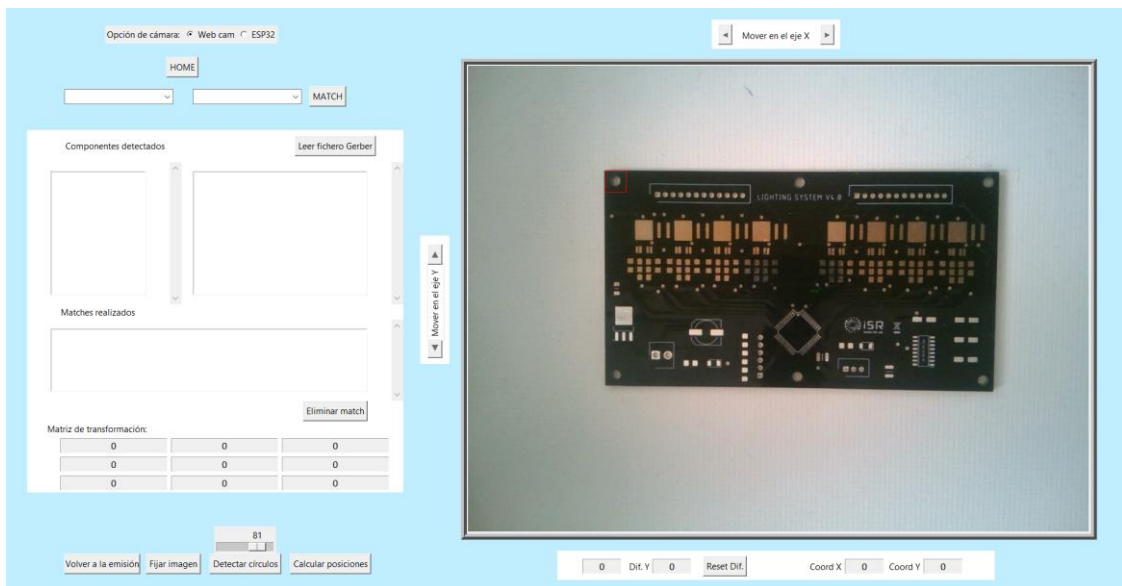 Opción de cámara: Web cam ESP32
HOME
MATCH
Componentes detectados
Leer fichero Gerber
Matches realizados
Eliminar match
Matriz de transformación:
0 0 0
0 0 0
0 0 0
81
Volver a la emisión Fijar imagen Detectar círculos Calcular posiciones
Mover en el eje Y
Mover en el eje X
LIGHTING SYSTEM V4.0
iSR
0 Dif. Y 0 Reset Dif. Coord X 0 Coord Y 0